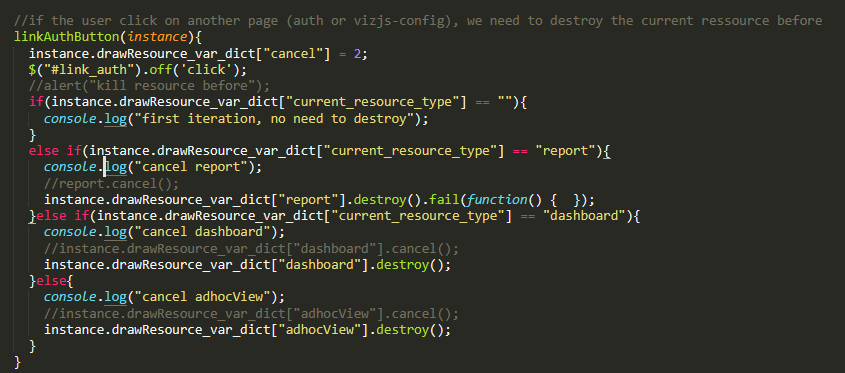 //if the user click on another page (auth or vizjs-config), we need to destroy the current ressource before
linkAuthButton(instance){
instance.drawResource_var_dict["cancel"] = 2;
$("#link_auth").off('click');
//alert("kill resource before");
if(instance.drawResource_var_dict["current_resource_type"] == ""){
console.log("first iteration, no need to destroy");
}
else if(instance.drawResource_var_dict["current_resource_type"] == "report"){
console.log("cancel report");
//report.cancel();
instance.drawResource_var_dict["report"].destroy().fail(function() {  });
}else if(instance.drawResource_var_dict["current_resource_type"] == "dashboard"){
console.log("cancel dashboard");
//instance.drawResource_var_dict["dashboard"].cancel();
instance.drawResource_var_dict["dashboard"].destroy();
}else{
console.log("cancel adhocView");
//instance.drawResource_var_dict["adhocView"].cancel();
instance.drawResource_var_dict["adhocView"].destroy();
}
}